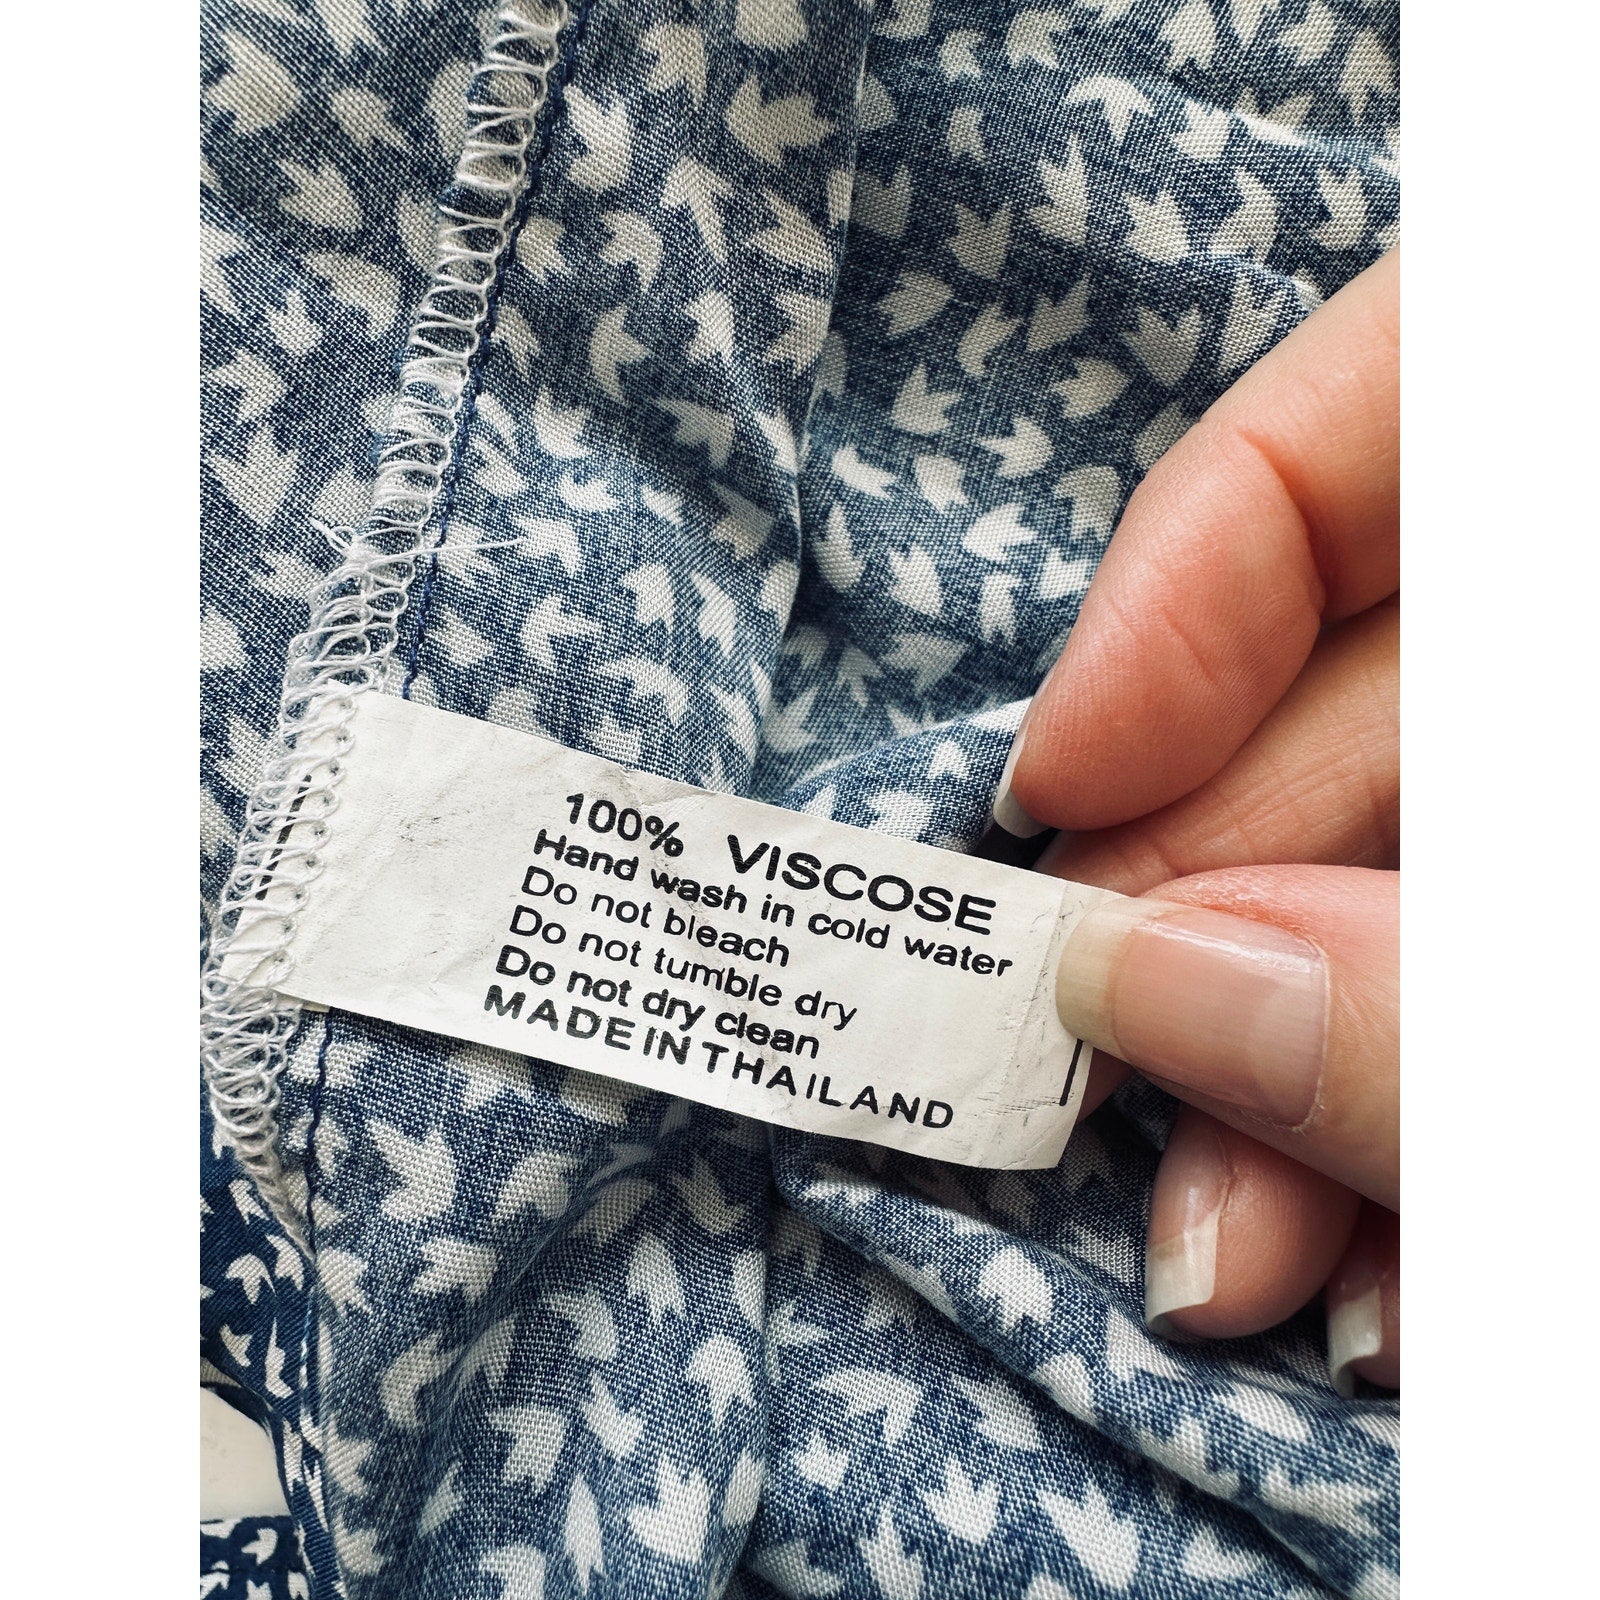 100% VISCOSE
Hand wash in cold water
Do not bleach
Do not tumble dry
Do not dry clean
MADE IN THAILAND